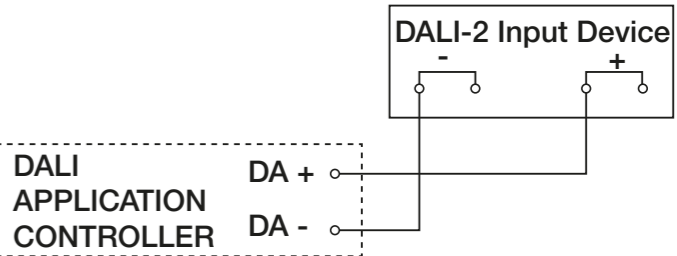 DALI-2 Input Device
- +
DALI DA +
APPLICATION
CONTROLLER DA -